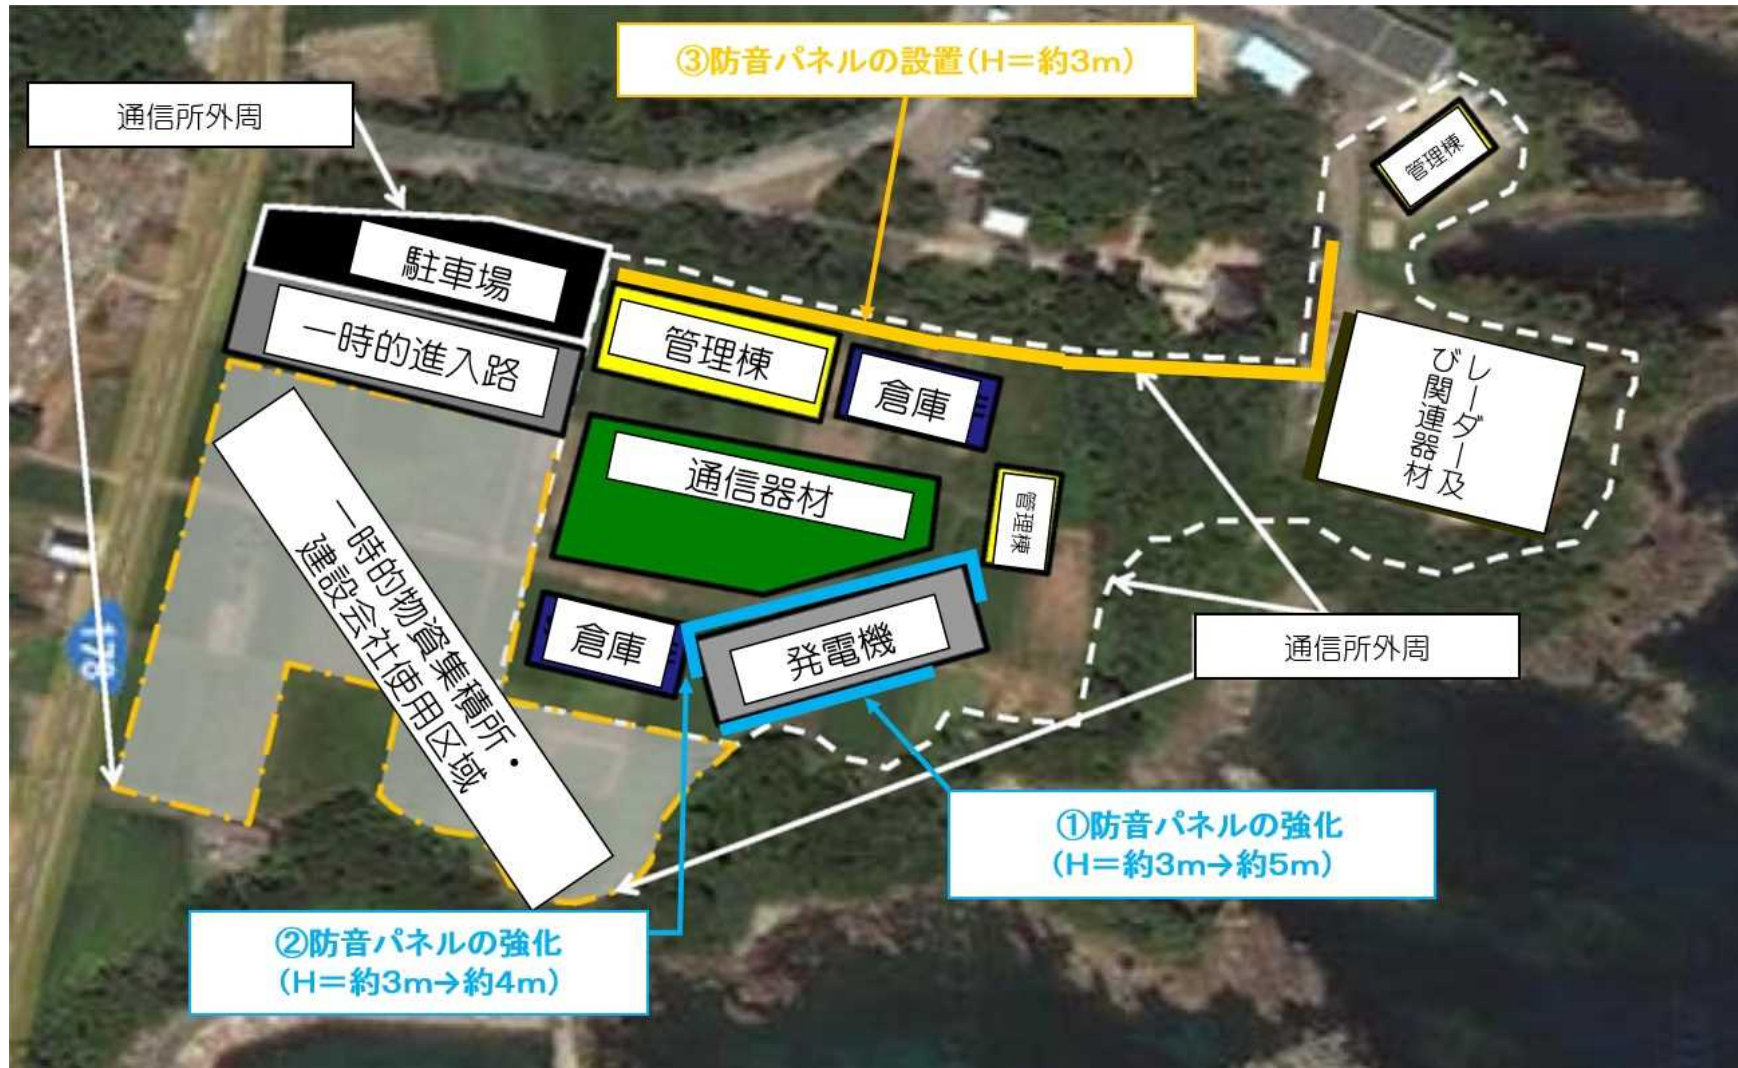 ③防音パネルの設置(H＝約3m)
通信所外周
管理棟
駐車場
一時的進入路
管理棟
倉庫
レーダー及
び関連器材
通信器材
管理棟
一時的物資集積所・
建設会社使用区域
倉庫
発電機
通信所外周
178
①防音パネルの強化
(H＝約3m→約5m)
②防音パネルの強化
(H＝約3m→約4m)